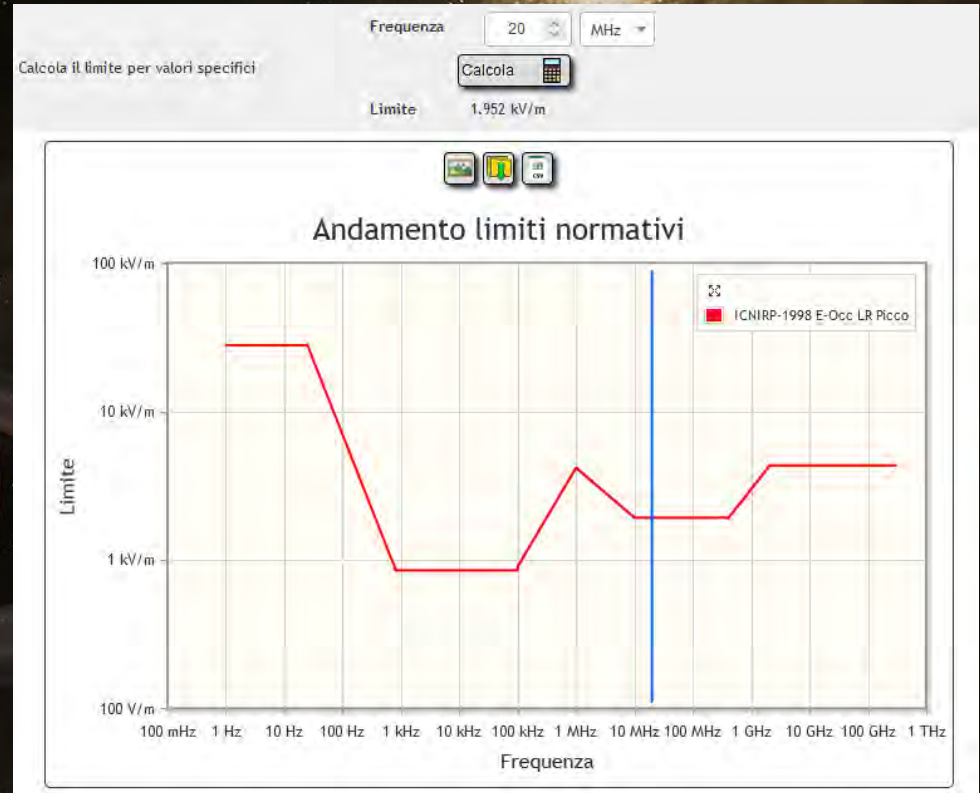 Frequenza 20 MHz
Calcola il limite per valori specifici
Calcola
Limite 1.952 kV/m
CSV
Andamento limiti normativi
100 kV/m
10 kV/m
1 kV/m
100 V/m
Limite
ICNIRP-1998 E-Occ LR Picco
100 mHz 1 Hz 10 Hz 100 Hz 1 kHz 10 kHz 100 kHz 1 MHz 10 MHz 100 MHz 1 GHz 10 GHz 100 GHz 1 THz
Frequenza